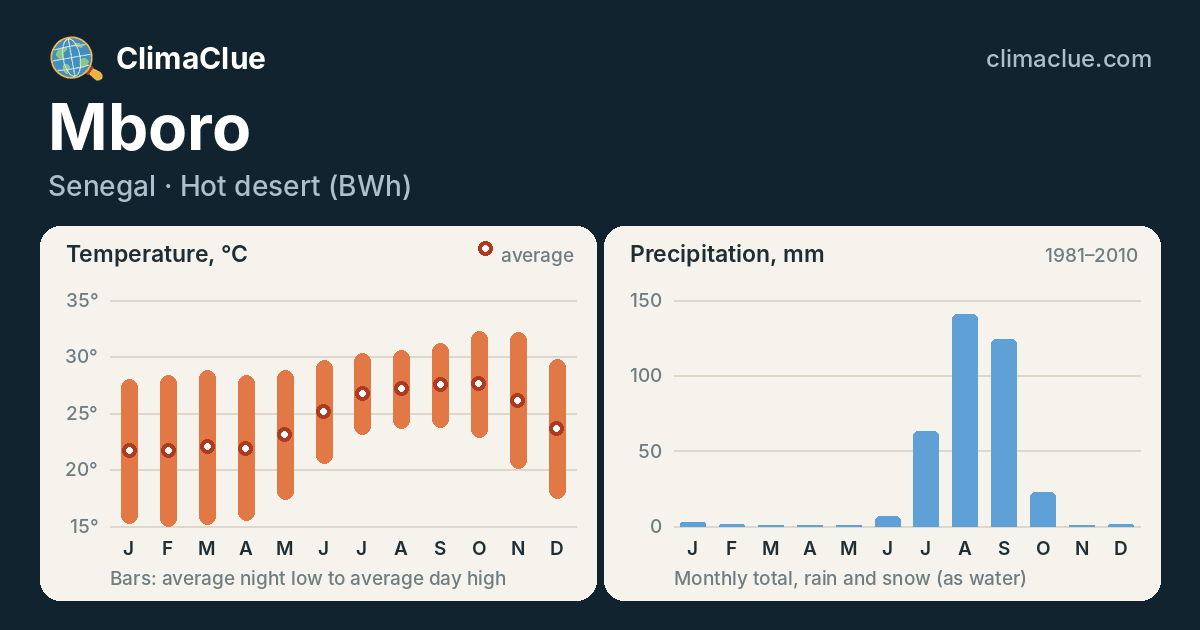 ClimaClue
climaclue.com
Mboro
Senegal · Hot desert (BWh)
Temperature, °C
average
35°
30°
25°
20°
15°
J F M A M J J A S O N D
Bars: average night low to average day high
Precipitation, mm
1981–2010
150
100
50
0
J F M A M J J A S O N D
Monthly total, rain and snow (as water)